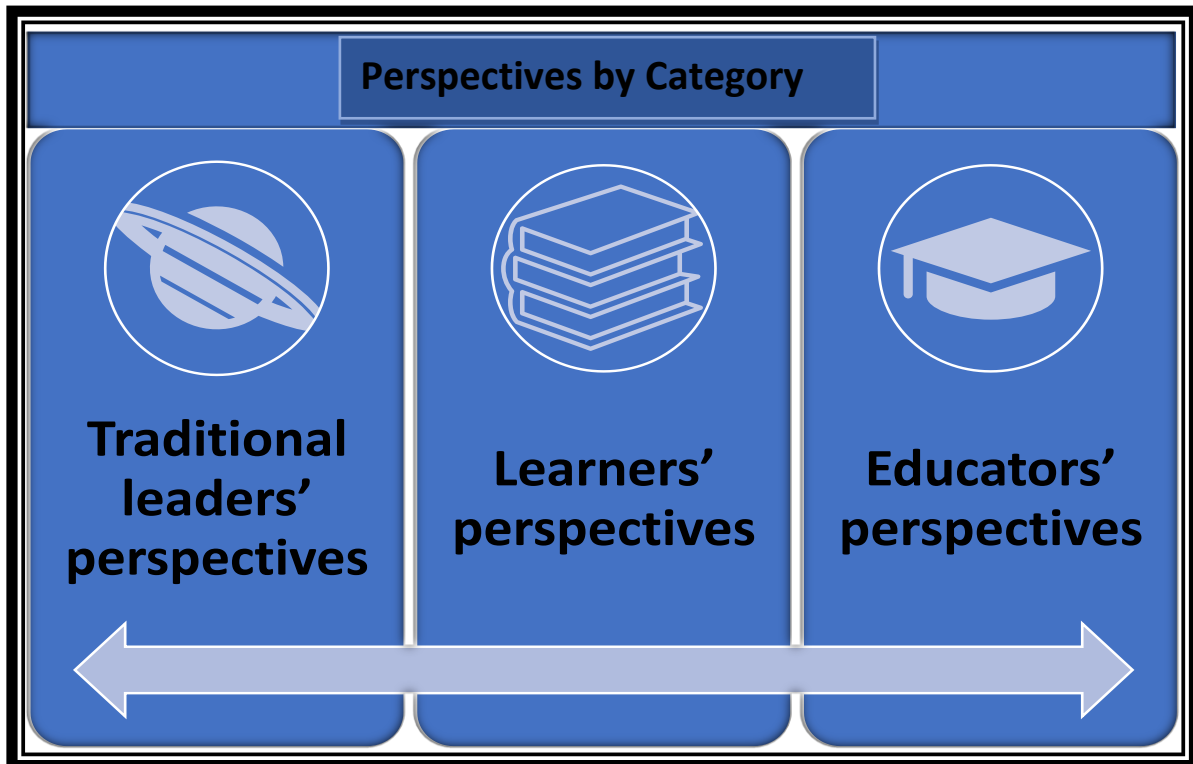 Perspectives by Category
Traditional
leaders’
perspectives
Learners’
perspectives
Educators’
perspectives